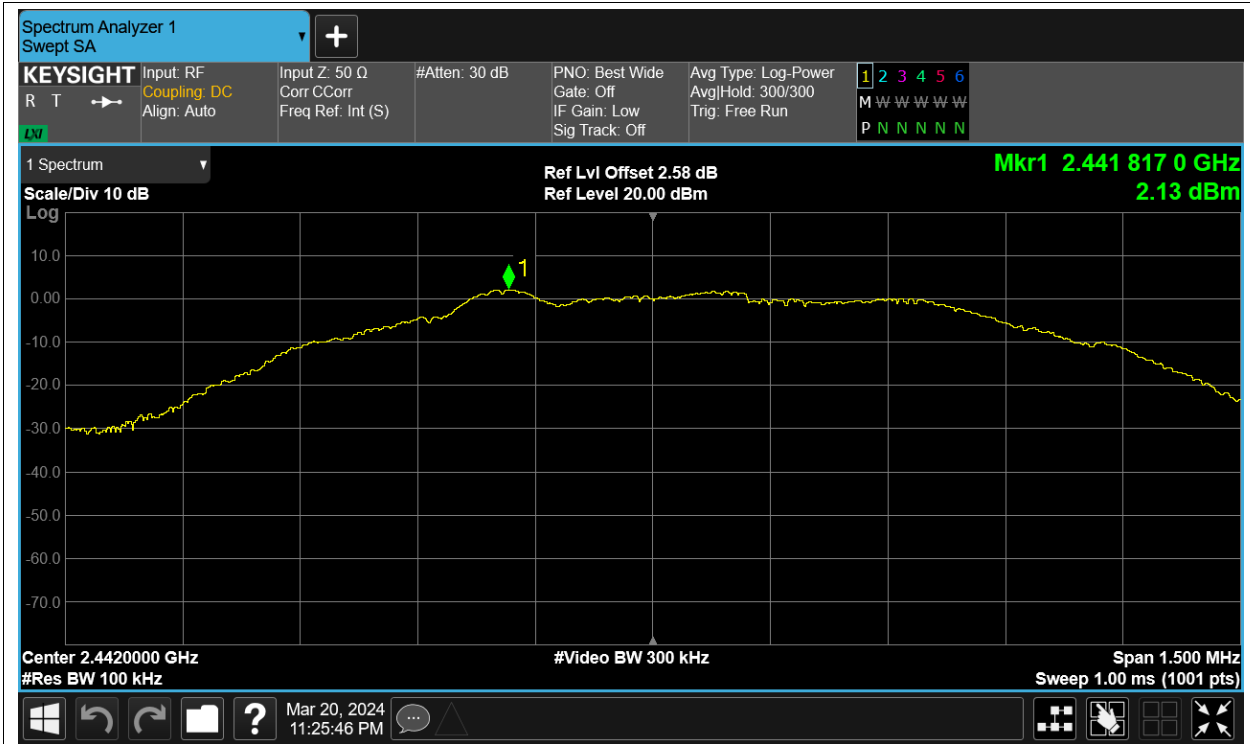 Spectrum Analyzer 1
Swept SA
KEYSIGHT
R T
LXI
Input: RF
Coupling: DC
Align: Auto
Input Z: 50 Ω
Corr CCorr
Freq Ref: Int (S)
#Atten: 30 dB
PNO: Best Wide
Gate: Off
IF Gain: Low
Sig Track: Off
Avg Type: Log-Power
Avg|Hold: 300/300
Trig: Free Run
1 2 3 4 5 6
M W W W W W
P N N N N N
1 Spectrum
Scale/Div 10 dB
Log
Ref Lvl Offset 2.58 dB
Ref Level 20.00 dBm
Mkr1 2.441 817 0 GHz
2.13 dBm
1
10.0
0.00
-10.0
-20.0
-30.0
-40.0
-50.0
-60.0
-70.0
Center 2.4420000 GHz
#Res BW 100 kHz
#Video BW 300 kHz
Span 1.500 MHz
Sweep 1.00 ms (1001 pts)
?
Mar 20, 2024
11:25:46 PM